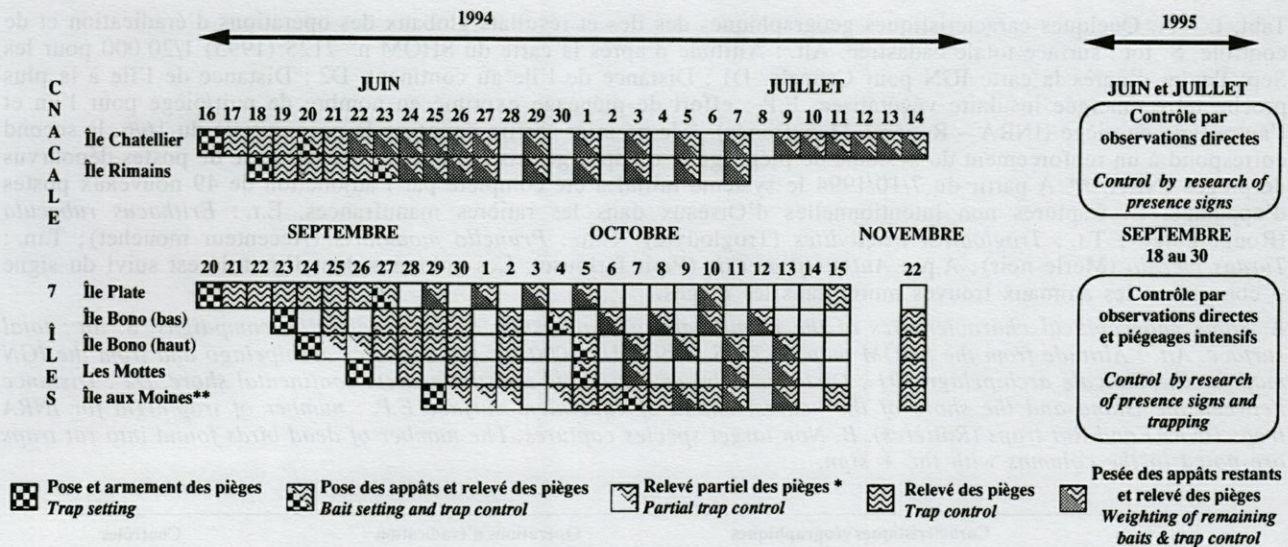 1994
1995
JUIN
JUILLET
JUIN et JUILLET
16 17 18 19 20 21 22 23 24 25 26 27 28 29 30 1 2 3 4 5 6 7 8 9 10 11 12 13 14
CNACALE
Île Chatellier
Île Rimains
Contrôle par
observations directes
Control by research of
presence signs
SEPTEMBRE
OCTOBRE
NOVEMBRE
SEPTEMBRE
18 au 30
20 21 22 23 24 25 26 27 28 29 30 1 2 3 4 5 6 7 8 9 10 11 12 13 14 15 22
7 ILES
Île Plate
Île Bono (bas)
Île Bono (haut)
Les Mottes
Île aux Moines**
Contrôle par
observations directes
et piégeages intensifs
Control by research
of presence signs and
trapping
Pose et armement des pièges
Trap setting
Pose des appâts et relevé des pièges
Bait setting and trap control
Relevé partiel des pièges *
Partial trap control
Relevé des pièges
Trap control
Pesée des appâts restants
et relevé des pièges
Weighting of remaining
baits & trap control